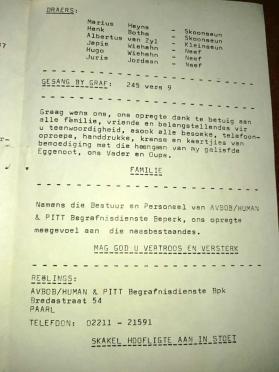 DRAERS:
Marius Heyns - Skoonseun
Henk Botha - Skoonseun
Albertus van Zyl - Kleinseun
Japie Wiehahn - Neef
Hugo Wiehahn - Neef
Jurie Jordaan - Neef
GESANG BY GRAF: 245 vers 9
Graag wens ons, ons opregte dank te betuig aan
alle familie, vriende en belangstellendes vir
u teenwoordigheid, asook alle besoeke, telefoon-
oproepe, handdrukke, kranse en kaartjies van
bemoediging met die heengaan van my geliefde
Eggenoot, ons Vader en Oupa.
FAMILIE
Namens die Bestuur en Personeel van AVBOB/HUMAN
& PITT Begrafnisdienste Beperk, ons opregte
meegevoel aan die naasbestaandes.
MAG GOD U VERTROOS EN VERSTERK
REËLINGS:
AVBOB/HUMAN & PITT Begrafnisdienste Bpk
Bredastraat 54
PAARL
TELEFOON: 02211 - 21591
SKAKEL HOOFLIGTE AAN IN STOET